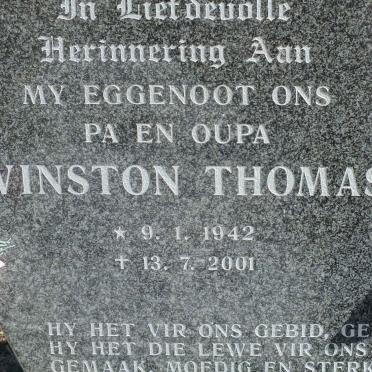 In Liefdevolle
Herinnering Aan
MY EGGENOOT ONS
PA EN OUPA
WINSTON THOMAS
★ 9. 1. 1942
✝ 13. 7. 2001
HY HET VIR ONS GEBID, GE
HY HET DIE LEWE VIR ONS
GEMAAK, MOEDIG EN STERK